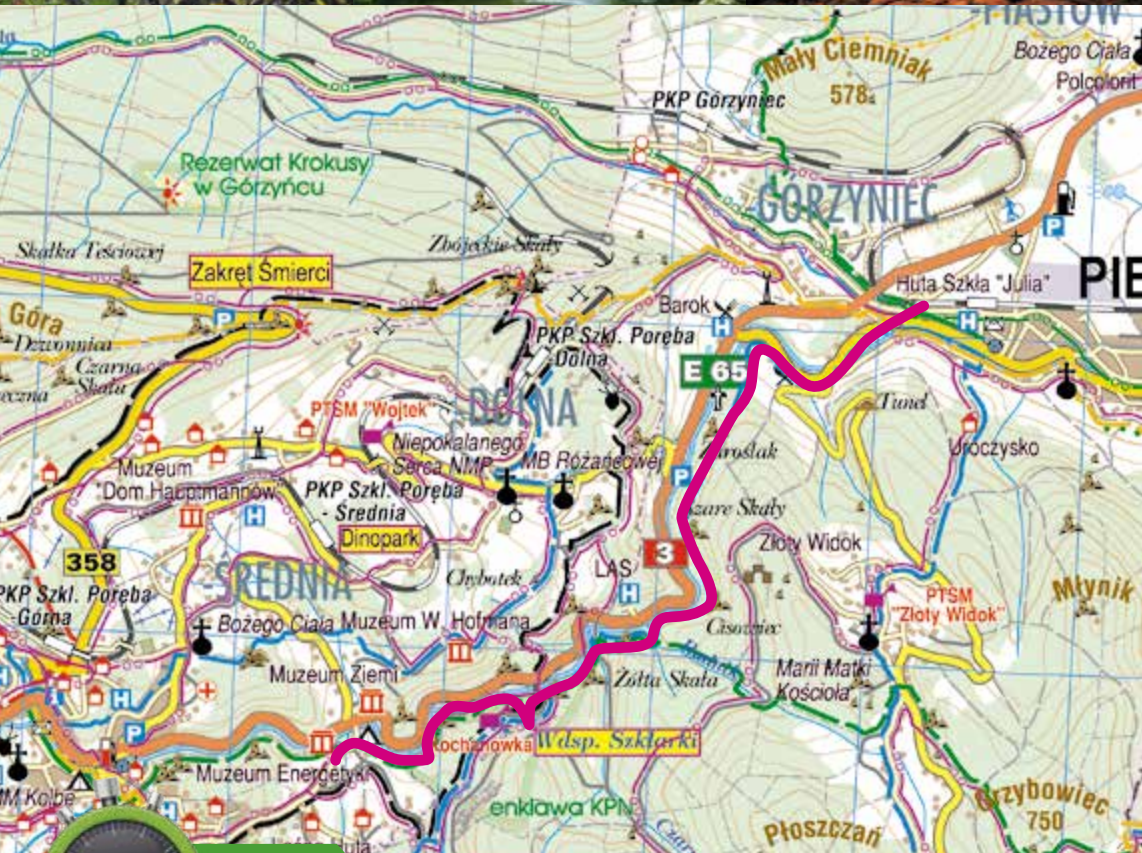 -PIASTÓW
Bożego Ciała
Mały Ciemniak
578
Polcolorit
PKP Górzyniec
Rezerwat Krokusy
w Górzyńcu
GÓRZYNIEC
P
Skałka Teściowej
Zbójeckie Skały
Zakręt Śmierci
Huta Szkła "Julia"
PIE
Barok
H
H
P
Góra
Dzwonnica
PKP Szkl. Poręba
-Dolna
Czarna
Skała
E 65
DOLNA
Tunel
PTSM "Wojtek"
Niepokalanego
Serca NMP
MB Różańcowej
Uroczysko
Muzeum
"Dom Hauptmannów"
PKP Szkl. Poręba
- Średnia
P
H
Dinopark
Złoty Widok
3
358
LAS
-ŚREDNIA
Chybotek
H
PKP Szkl. Poręba
-Górna
PTSM
"Złoty Widok"
Młynik
Bożego Ciała
Muzeum W. Hofmana
Cisowiec
Muzeum Ziemi
Żółta Skała
Marii Matki
Kościoła
H
H
P
Kochanówka
Wdsp. Szklarki
Muzeum Energetyki
MM Kolbe
enklawa KPN
Grzybowiec
750
H
Płoszczań